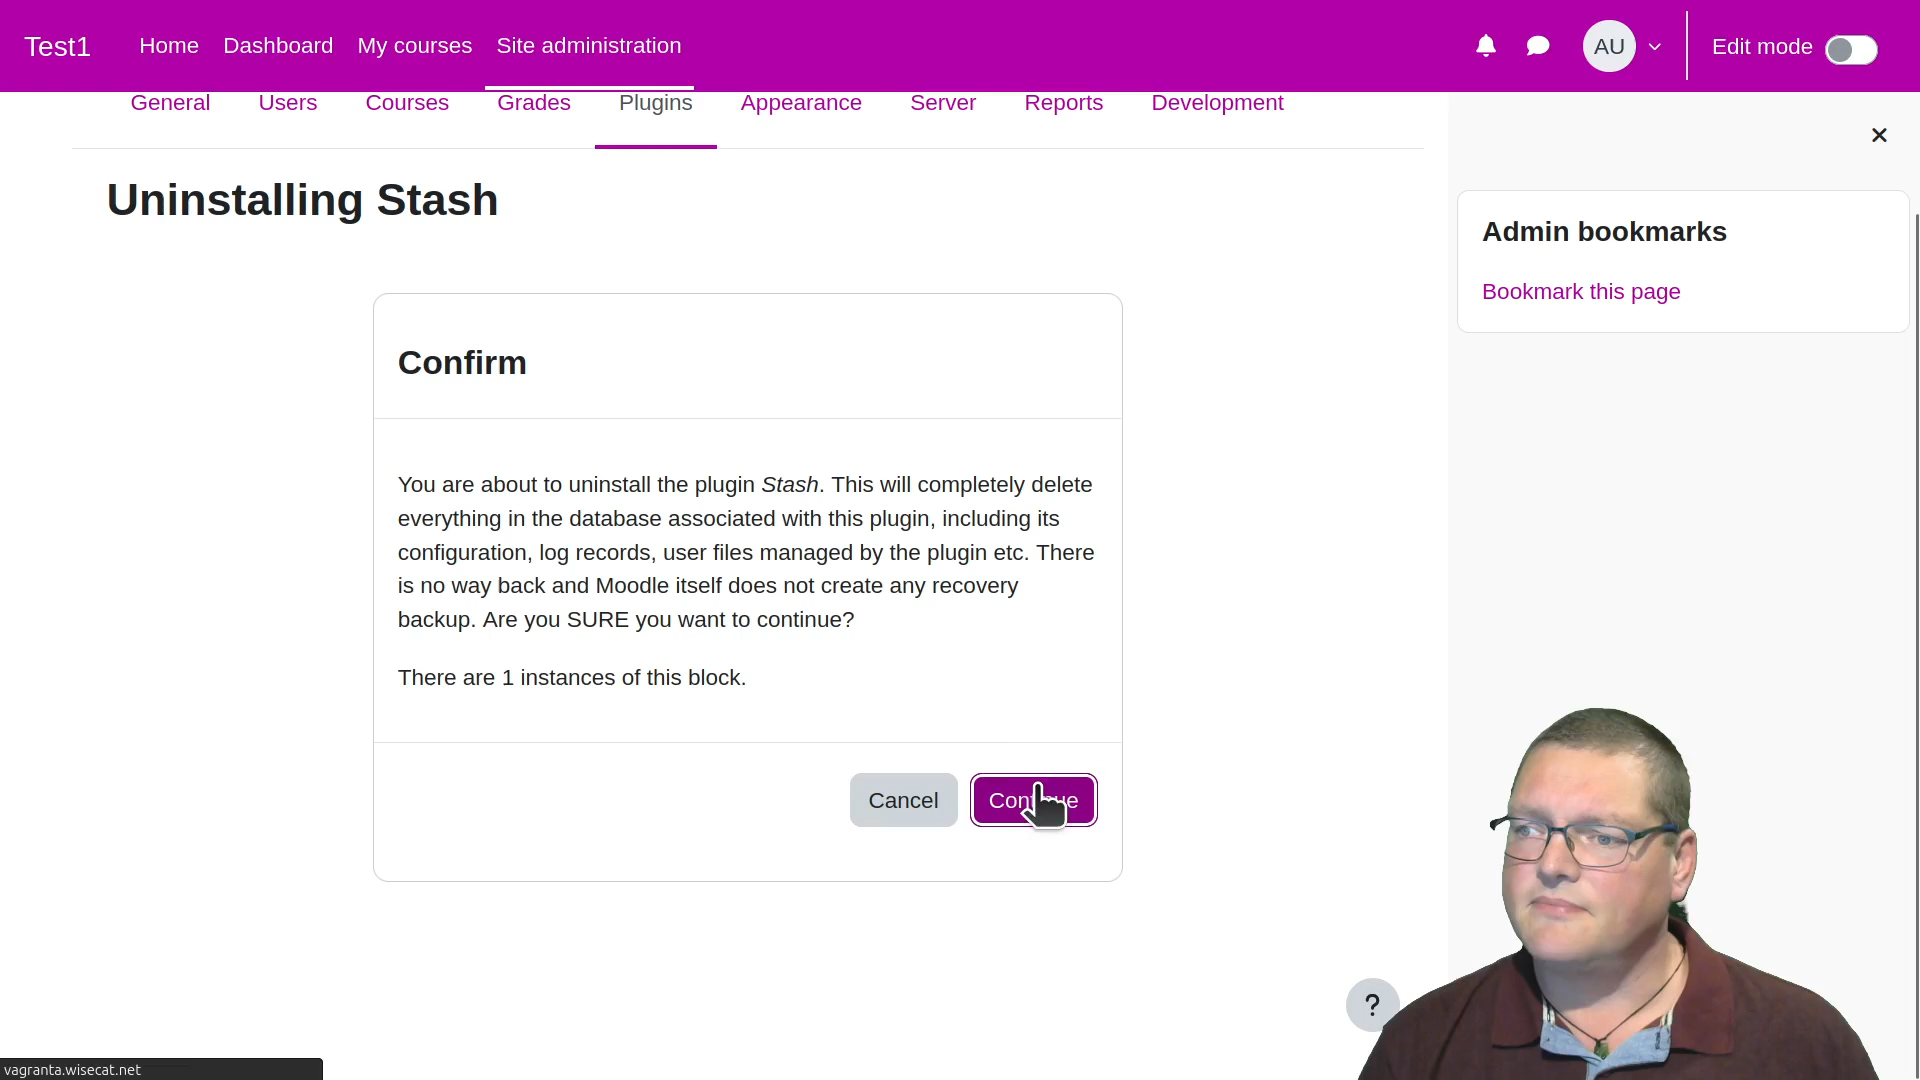 Test1
Home
Dashboard
My courses
Site administration
AU
Edit mode
General
Users
Courses
Grades
Plugins
Appearance
Server
Reports
Development
Uninstalling Stash
Admin bookmarks
Bookmark this page
Confirm
You are about to uninstall the plugin Stash. This will completely delete
everything in the database associated with this plugin, including its
configuration, log records, user files managed by the plugin etc. There
is no way back and Moodle itself does not create any recovery
backup. Are you SURE you want to continue?
There are 1 instances of this block.
Cancel
Continue
?
vagranta.wisecat.net